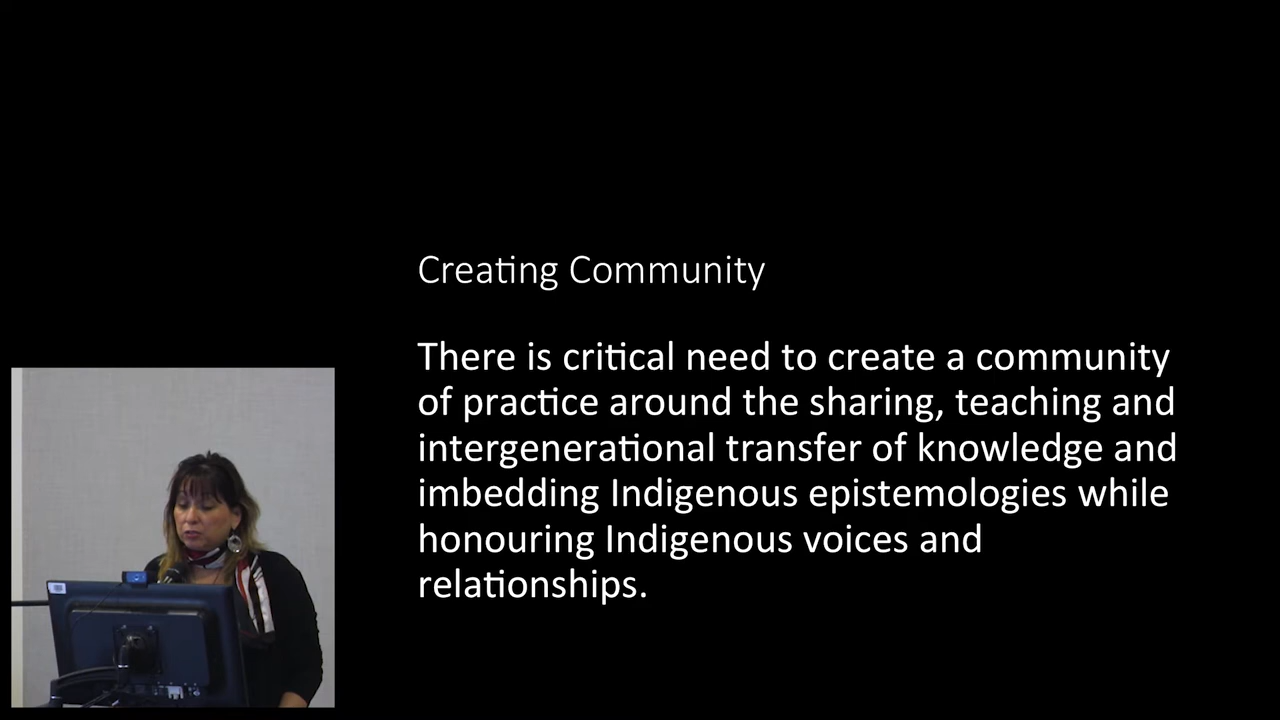 Creating Community
There is critical need to create a community
of practice around the sharing, teaching and
intergenerational transfer of knowledge and
imbedding Indigenous epistemologies while
honouring Indigenous voices and
relationships.